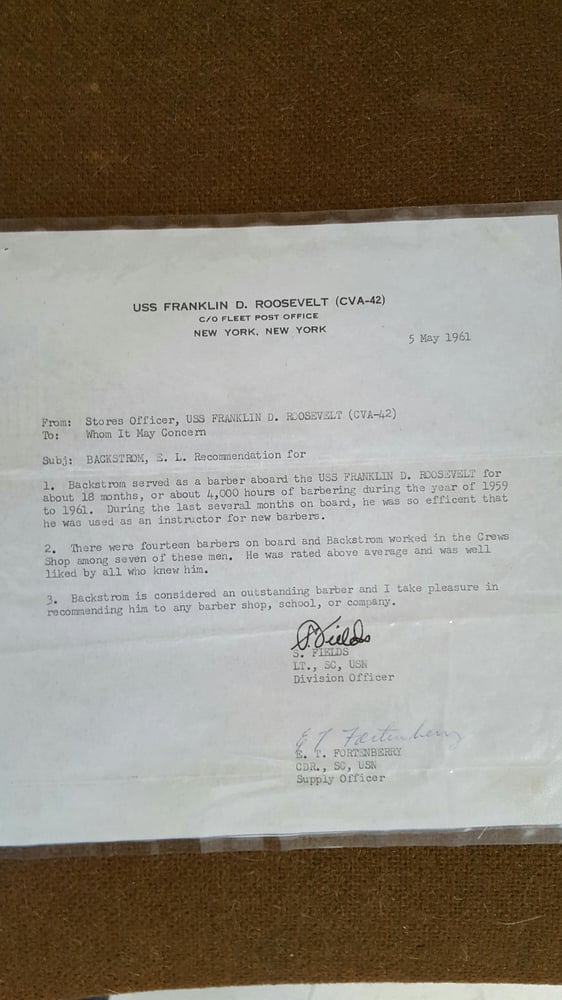 USS FRANKLIN D. ROOSEVELT (CVA-42)
C/O FLEET POST OFFICE
NEW YORK, NEW YORK
5 May 1961
From: Stores Officer, USS FRANKLIN D. ROOSEVELT (CVA-42)
To: Whom It May Concern
Subj: BACKSTROM, E. L. Recommendation for
1. Backstrom served as a barber aboard the USS FRANKLIN D. ROOSEVELT for
about 18 months, or about 4,000 hours of barbering during the year of 1959
to 1961. During the last several months on board, he was so efficent that
he was used as an instructor for new barbers.
2. There were fourteen barbers on board and Backstrom worked in the Crews
Shop among seven of these men. He was rated above average and was well
liked by all who knew him.
3. Backstrom is considered an outstanding barber and I take pleasure in
recommending him to any barber shop, school, or company.
S. Fields
S. FIELDS
LT., SC, USN
Division Officer
E T Fortenberry
E. T. FORTENBERRY
CDR., SC, USN
Supply Officer